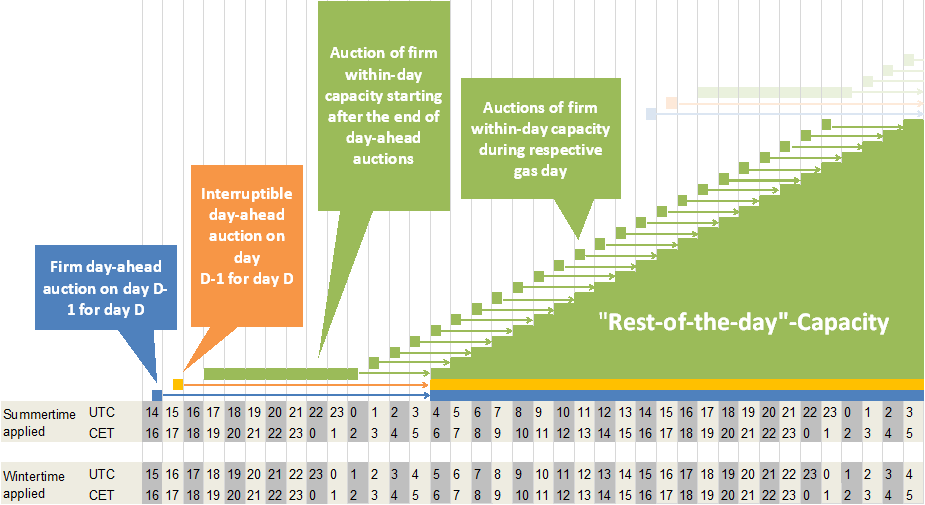 Auction of firm
within-day
capacity starting
after the end of
day-ahead
auctions
Auctions of firm
within-day capacity
during respective
gas day
Interruptible
day-ahead
auction on
day
D-1 for day D
Firm day-ahead
auction on day D-
1 for day D
"Rest-of-the-day"-Capacity
Summertime UTC 14 15 16 17 18 19 20 21 22 23 0 1 2 3 4 5 6 7 8 9 10 11 12 13 14 15 16 17 18 19 20 21 22 23 0 1 2 3
applied CET 16 17 18 19 20 21 22 23 0 1 2 3 4 5 6 7 8 9 10 11 12 13 14 15 16 17 18 19 20 21 22 23 0 1 2 3 4 5
Wintertime UTC 15 16 17 18 19 20 21 22 23 0 1 2 3 4 5 6 7 8 9 10 11 12 13 14 15 16 17 18 19 20 21 22 23 0 1 2 3 4
applied CET 16 17 18 19 20 21 22 23 0 1 2 3 4 5 6 7 8 9 10 11 12 13 14 15 16 17 18 19 20 21 22 23 0 1 2 3 4 5